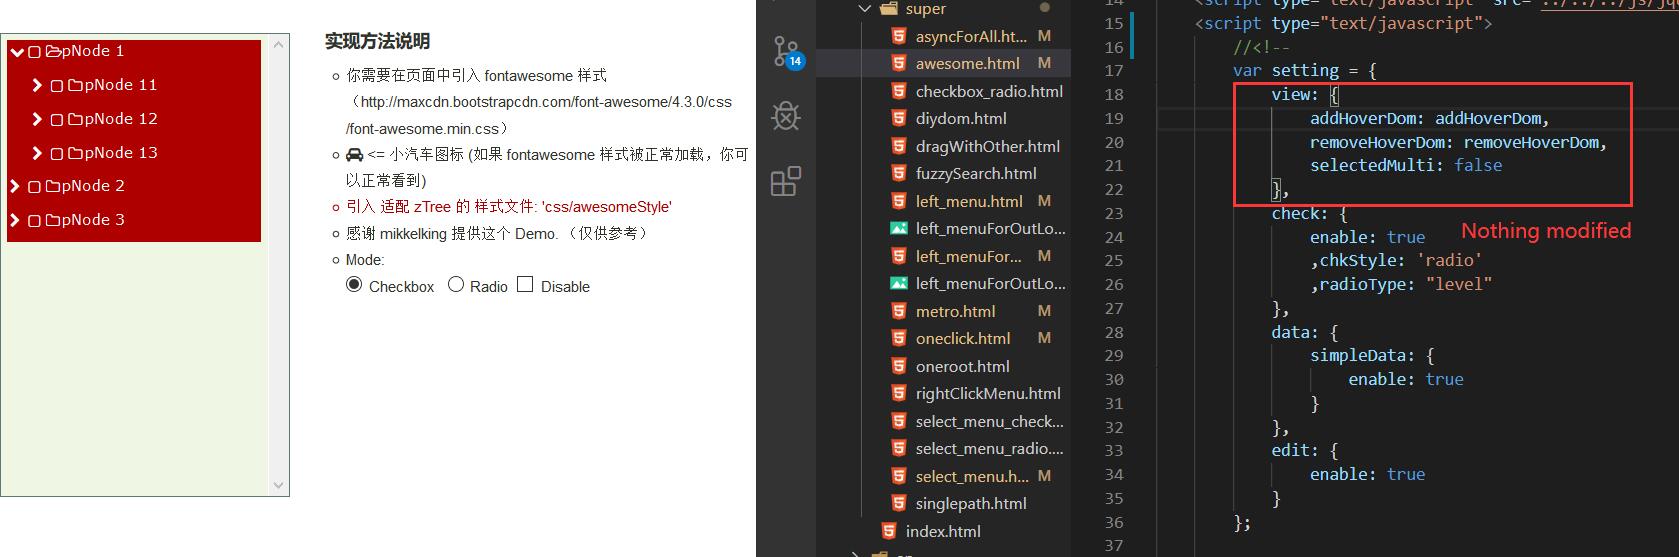 pNode 1
pNode 11
pNode 12
pNode 13
pNode 2
pNode 3
实现方法说明
你需要在页面中引入 fontawesome 样式
（http://maxcdn.bootstrapcdn.com/font-awesome/4.3.0/css
/font-awesome.min.css）
<= 小汽车图标 (如果 fontawesome 样式被正常加载，你可
以正常看到)
引入 适配 zTree 的 样式文件: 'css/awesomeStyle'
感谢 mikkelking 提供这个 Demo. （仅供参考）
Mode:
Checkbox Radio Disable
14
super
asyncForAll.ht... M
awesome.html M
checkbox_radio.html
diydom.html
dragWithOther.html
fuzzySearch.html
left_menu.html M
left_menuForOutLo...
left_menuFor... M
left_menuForOutLo...
metro.html M
oneclick.html M
oneroot.html
rightClickMenu.html
select_menu_check...
select_menu_radio....
select_menu.h... M
singlepath.html
index.html
14 <script type="text/javascript" src="../../../js/jqu
15 <script type="text/javascript">
16 //<!--
17 var setting = {
18 view: {
19 addHoverDom: addHoverDom,
20 removeHoverDom: removeHoverDom,
21 selectedMulti: false
22 },
23 check: {
24 enable: true
25 ,chkStyle: 'radio'
26 ,radioType: "level"
27 },
28 data: {
29 simpleData: {
30 enable: true
31 }
32 },
33 edit: {
34 enable: true
35 }
36 };
37
Nothing modified